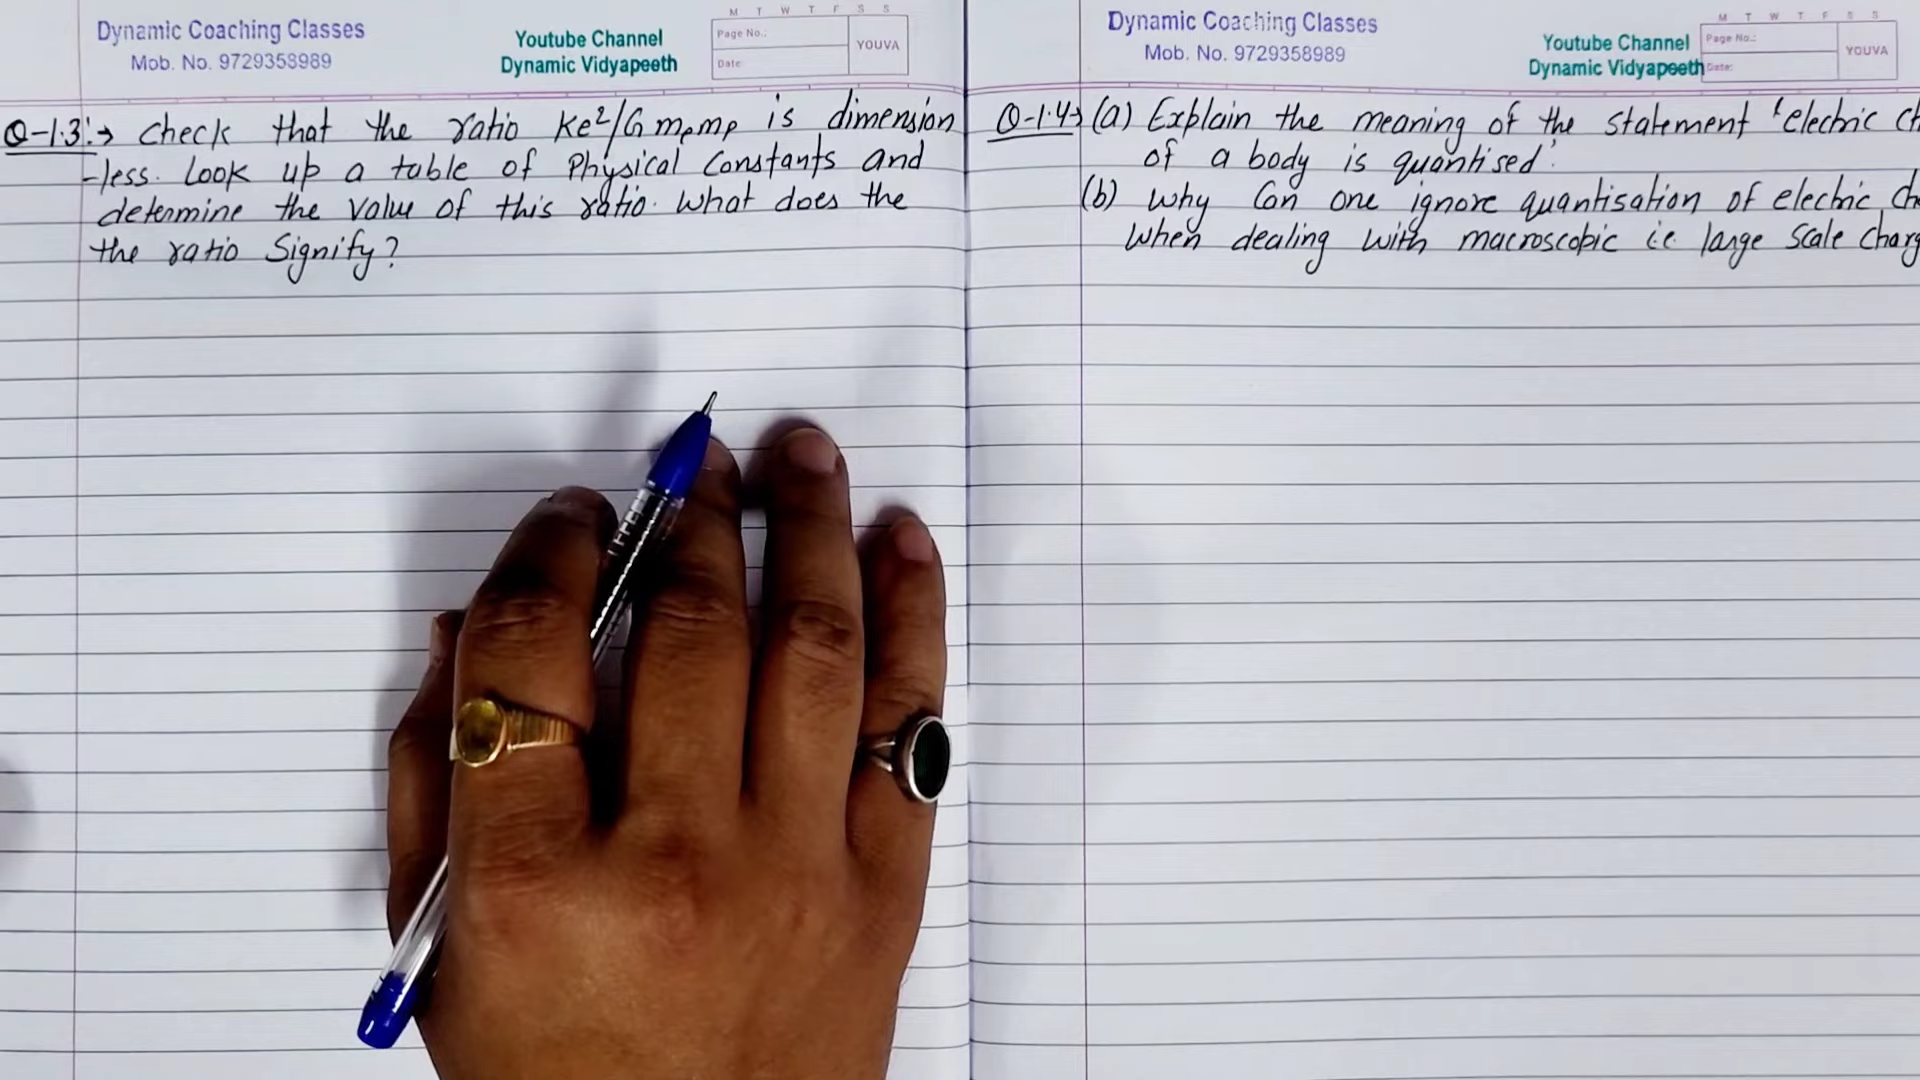 Dynamic Coaching Classes
Mob. No. 9729358989
Youtube Channel
Dynamic Vidyapeeth
M T W T F S S
Page No.:
Date:
YOUVA
Q-1.3:→ Check that the ratio Ke²/G mₑmₚ is dimension
-less. Look up a table of Physical Constants and
determine the value of this ratio. What does the
the ratio Signify?
Dynamic Coaching Classes
Mob. No. 9729358989
Youtube Channel
Dynamic Vidyapeeth
M T W T F S S
Page No.:
Date:
YOUVA
Q-1.4→ (a) Explain the meaning of the statement 'electric
of a body is quantised'.
(b) Why Can one ignore quantisation of electric
When dealing with macroscopic i.e. large scale